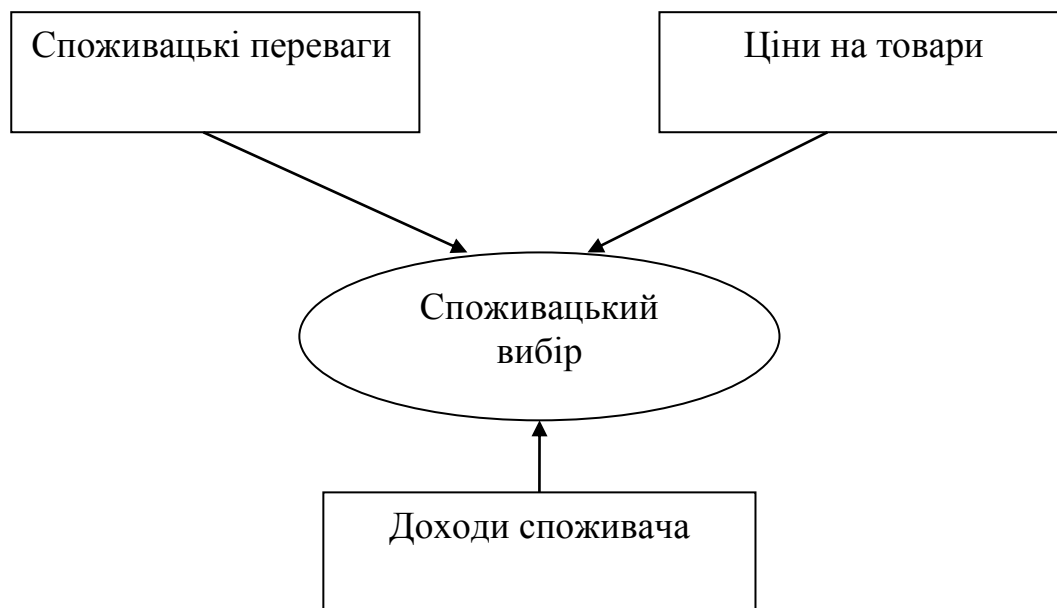 Споживацькі переваги
Ціни на товари
Споживацький
вибір
Доходи споживача